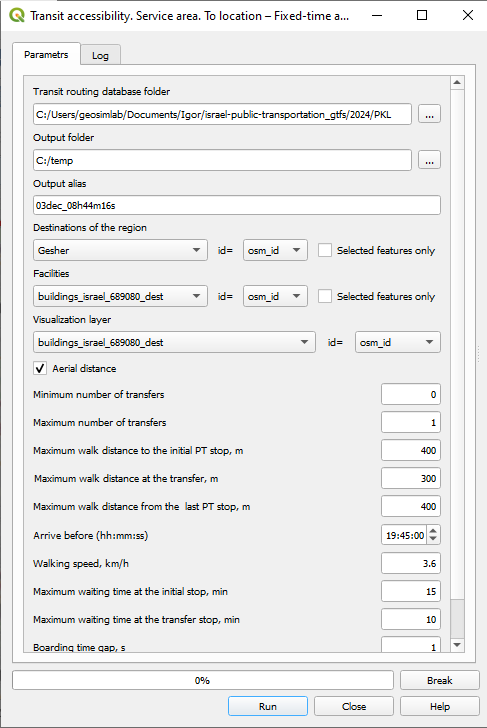 Transit accessibility. Service area. To location – Fixed-time a...
Parametrs
Log
Transit routing database folder
C:/Users/geosimlab/Documents/Igor/israel-public-transportation_gtfs/2024/PKL
...
Output folder
C:/temp
...
Output alias
03dec_08h44m16s
Destinations of the region
Gesher id= osm_id Selected features only
Facilities
buildings_israel_689080_dest id= osm_id Selected features only
Visualization layer
buildings_israel_689080_dest id= osm_id
Aerial distance
Minimum number of transfers 0
Maximum number of transfers 1
Maximum walk distance to the initial PT stop, m 400
Maximum walk distance at the transfer, m 300
Maximum walk distance from the last PT stop, m 400
Arrive before (hh:mm:ss) 19:45:00
Walking speed, km/h 3.6
Maximum waiting time at the initial stop, min 15
Maximum waiting time at the transfer stop, min 10
Boarding time gap, s 1
0% Break
Run Close Help